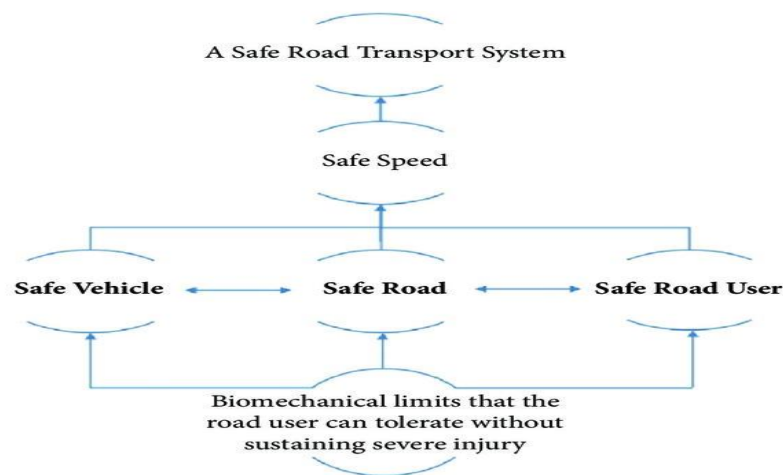 A Safe Road Transport System
Safe Speed
Safe Vehicle
Safe Road
Safe Road User
Biomechanical limits that the
road user can tolerate without
sustaining severe injury